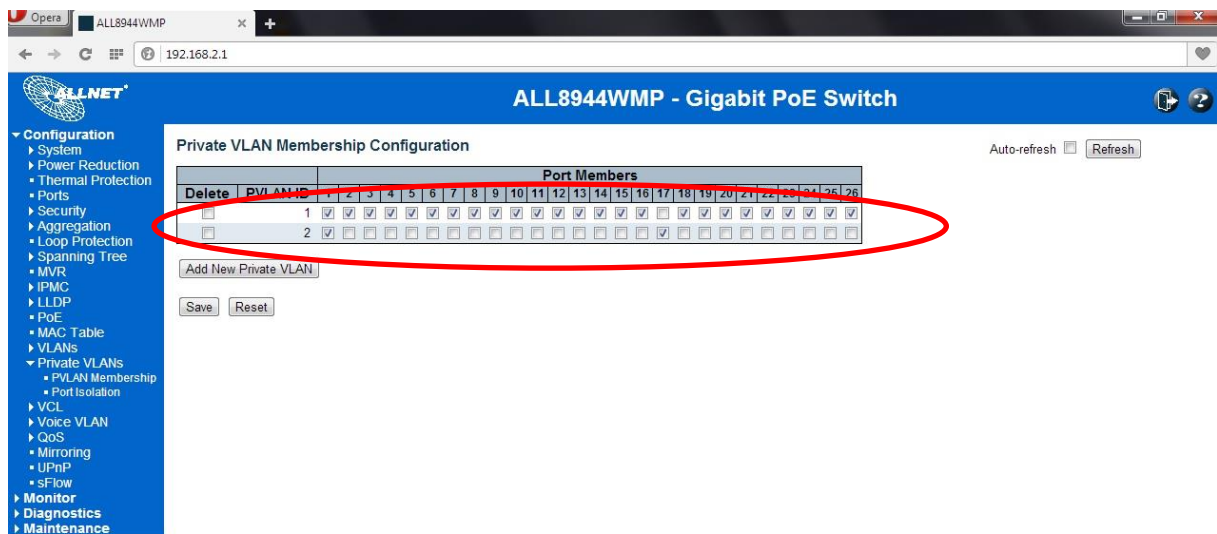 Opera
ALL8944WMP
192.168.2.1
ALLNET
ALL8944WMP - Gigabit PoE Switch
Configuration
System
Power Reduction
Thermal Protection
Ports
Security
Aggregation
Loop Protection
Spanning Tree
MVR
IPMC
LLDP
PoE
MAC Table
VLANs
Private VLANs
PVLAN Membership
Port Isolation
VCL
Voice VLAN
QoS
Mirroring
UPnP
sFlow
Monitor
Diagnostics
Maintenance
Private VLAN Membership Configuration
Auto-refresh Refresh
Port Members
Delete PVLAN ID 1 2 3 4 5 6 7 8 9 10 11 12 13 14 15 16 17 18 19 20 21 22 23 24 25 26
1
2
Add New Private VLAN
Save Reset